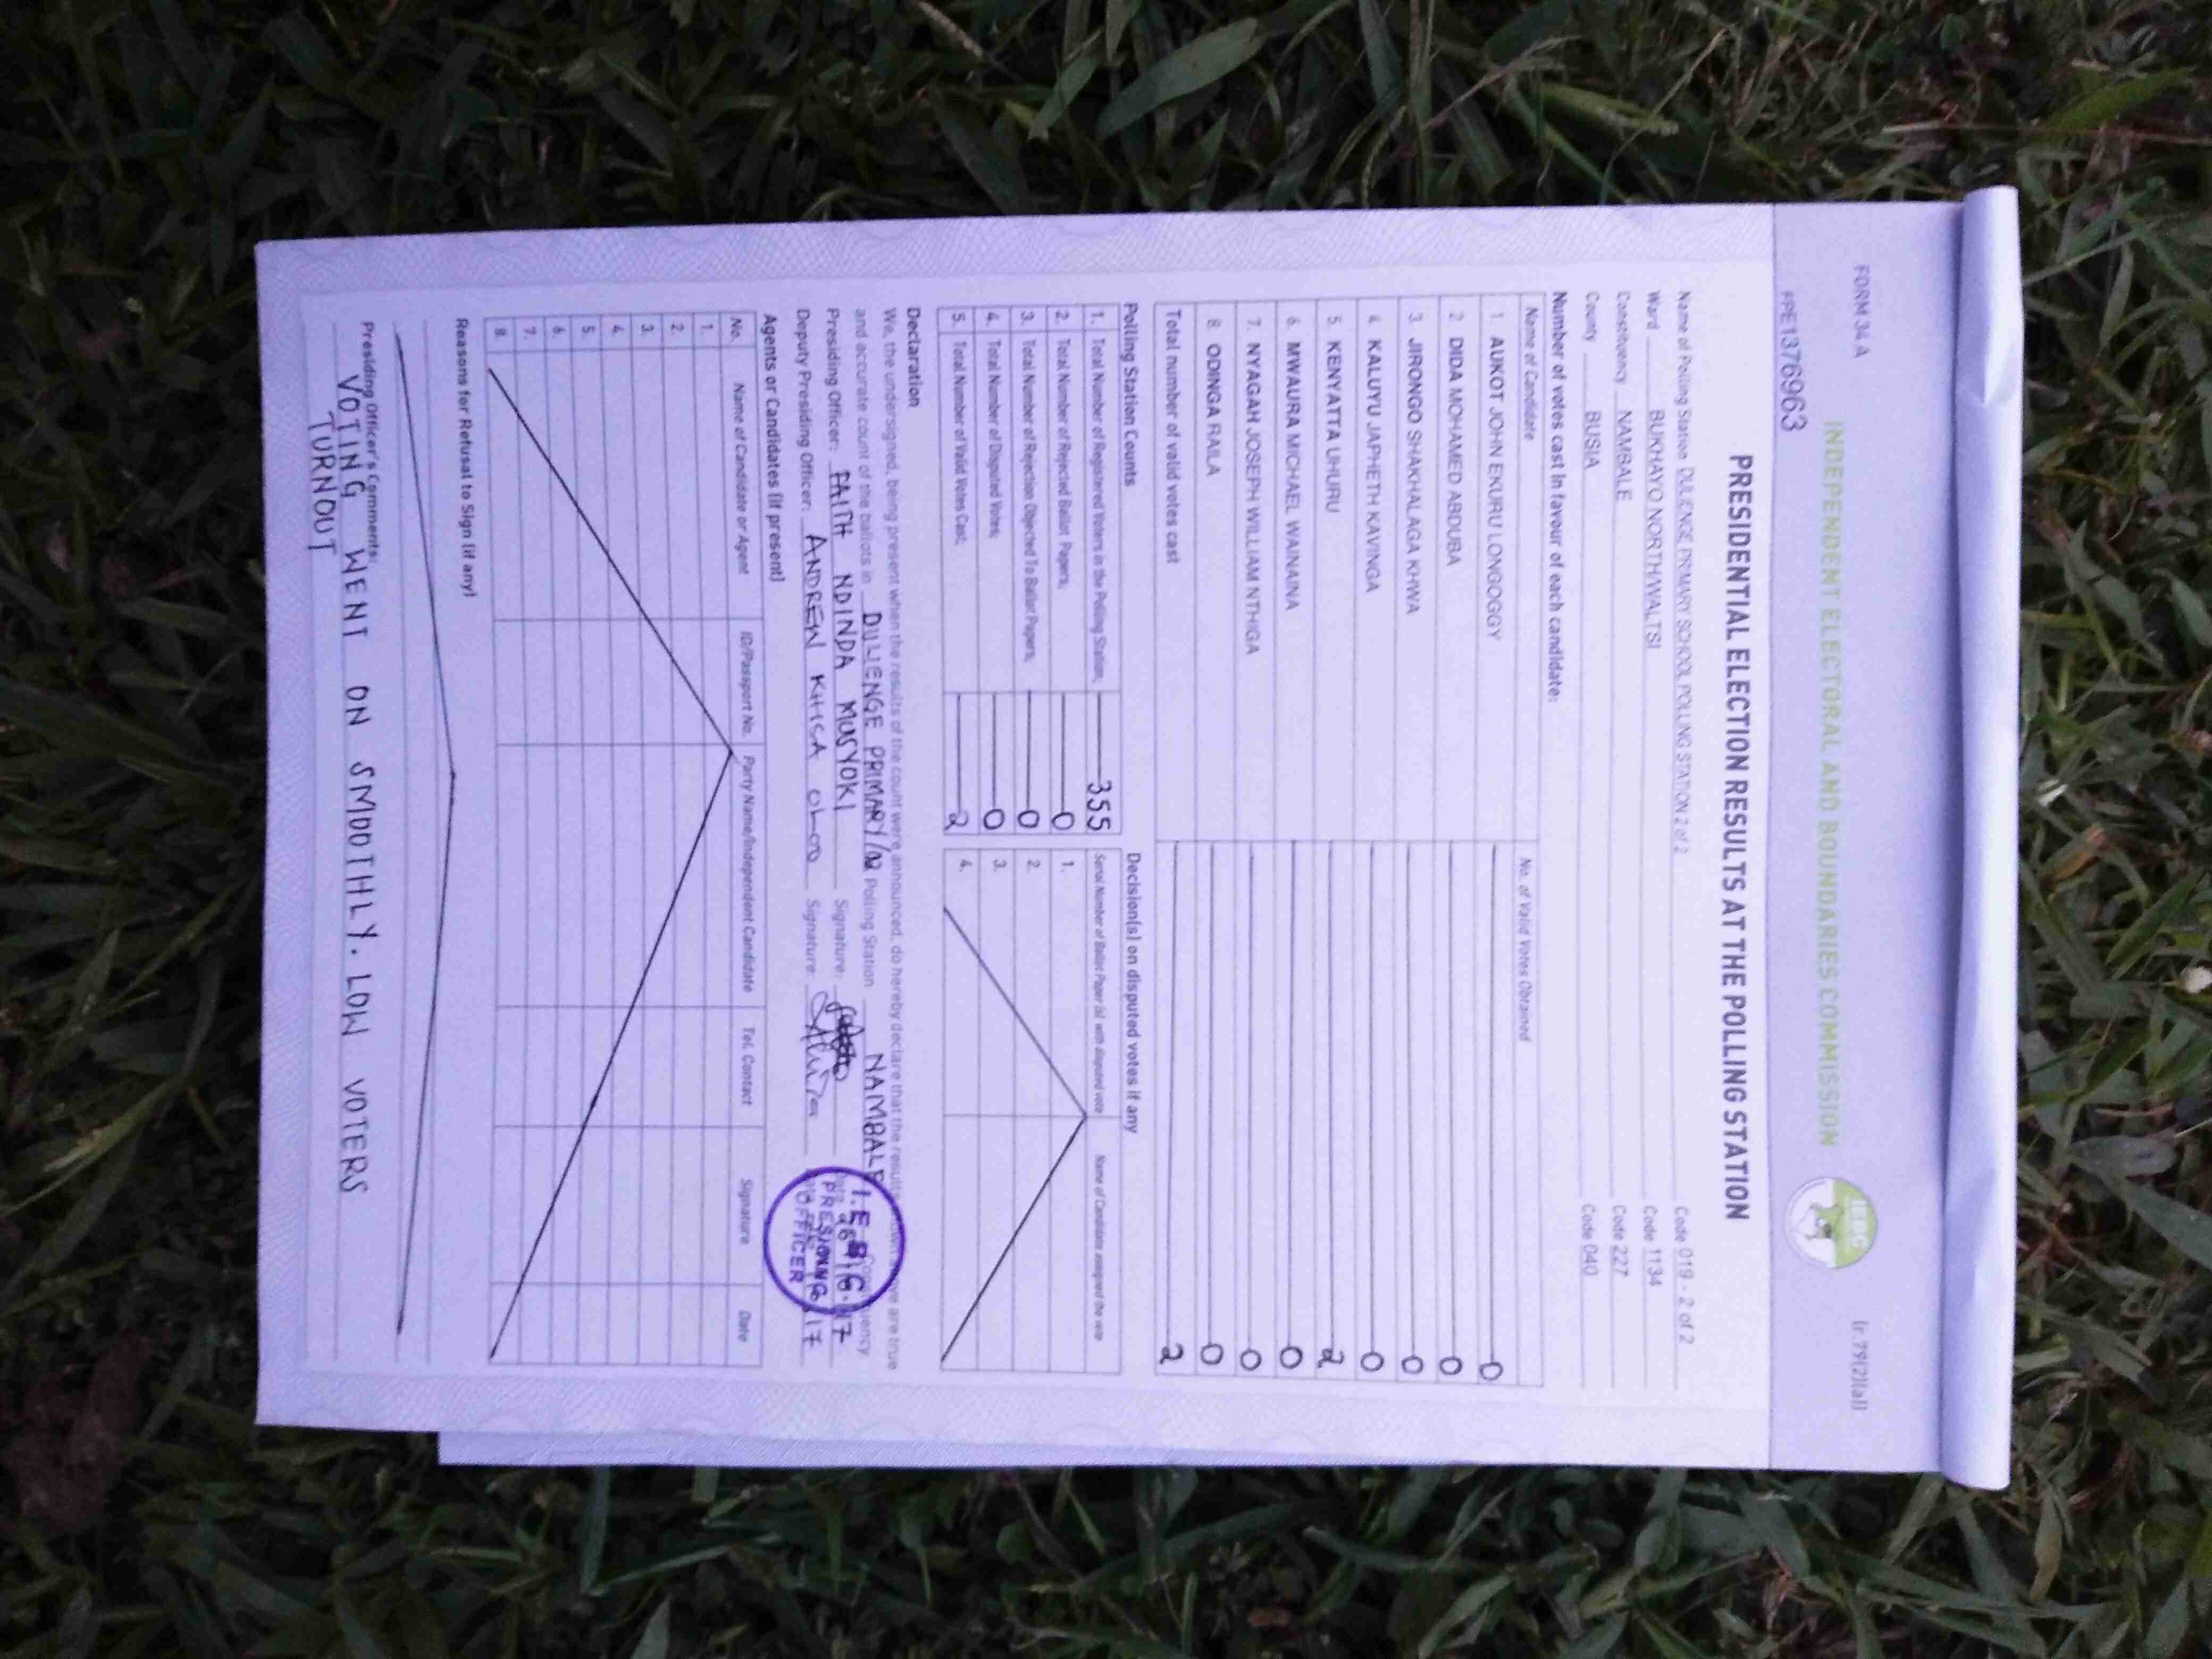 FORM 34 A
(r.79(2)(a))
INDEPENDENT ELECTORAL AND BOUNDARIES COMMISSION
IEBC
PPE1376963
PRESIDENTIAL ELECTION RESULTS AT THE POLLING STATION
Name of Polling Station DULIENGE PRIMARY SCHOOL POLLING STATION 2 of 2 Code 019 - 2 of 2
Ward BUKHAYO NORTH/WALTSI Code 1134
Constituency NAMBALE Code 227
County BUSIA Code 040
Number of votes cast in favour of each candidate:
Name of Candidate No. of Valid Votes Obtained
1. AUKOT JOHN EKURU LONGOGGY 0
2. DIDA MOHAMED ABDUBA 0
3. JIRONGO SHAKHALAGA KHWA 0
4. KALUYU JAPHETH KAVINGA 0
5. KENYATTA UHURU 2
6. MWAURA MICHAEL WAINAINA 0
7. NYAGAH JOSEPH WILLIAM NTHIGA 0
8. ODINGA RAILA 0
Total number of valid votes cast 2
Polling Station Counts
1. Total Number of Registered Voters in the Polling Station; 355
2. Total Number of Rejected Ballot Papers; 0
3. Total Number of Rejection Objected To Ballot Papers; 0
4. Total Number of Disputed Votes; 0
5. Total Number of Valid Votes Cast; 2
Decision(s) on disputed votes if any
Serial Number of Ballot Paper (s) with disputed vote Name of Candidate assigned the vote
1.
2.
3.
4.
Declaration
We, the undersigned, being present when the results of the count were announced, do hereby declare that the results shown above are true
and accurate count of the ballots in DULIENGE PRIMARY/02 Polling Station NAMBALE Constituency
Presiding Officer: FAITH NDINDA MUSYOKI Signature:
Deputy Presiding Officer: ANDREW KHISA Signature:
I.E.B.C.
PRESIDING
OFFICER
Agents or Candidates (if present)
No. Name of Candidate or Agent ID/Passport No. Party Name/Independent Candidate Tel. Contact Signature Date
1.
2.
3.
4.
5.
6.
7.
8.
Reasons for Refusal to Sign (if any)
Presiding Officer's Comments:
VOTING WENT ON SMOOTHLY. LOW VOTERS
TURNOUT